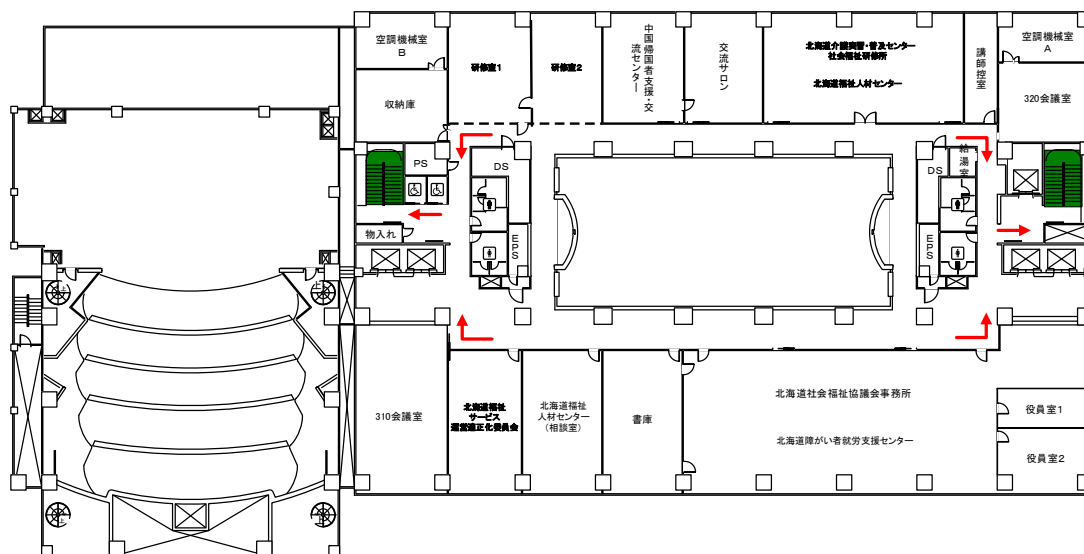 空調機械室
B
収納庫
研修室1
研修室2
中国帰国者支援・交
流センター
交流サロン
北海道介護実習・普及センター
社会福祉研修所
北海道福祉人材センター
講師控室
空調機械室
A
320会議室
PS
DS
EPS
物入れ
給湯室
DS
EPS
上
上
上
上
310会議室
北海道福祉
サービス
運営適正化委員会
北海道福祉
人材センター
(相談室)
書庫
北海道社会福祉協議会事務所
北海道障がい者就労支援センター
役員室1
役員室2